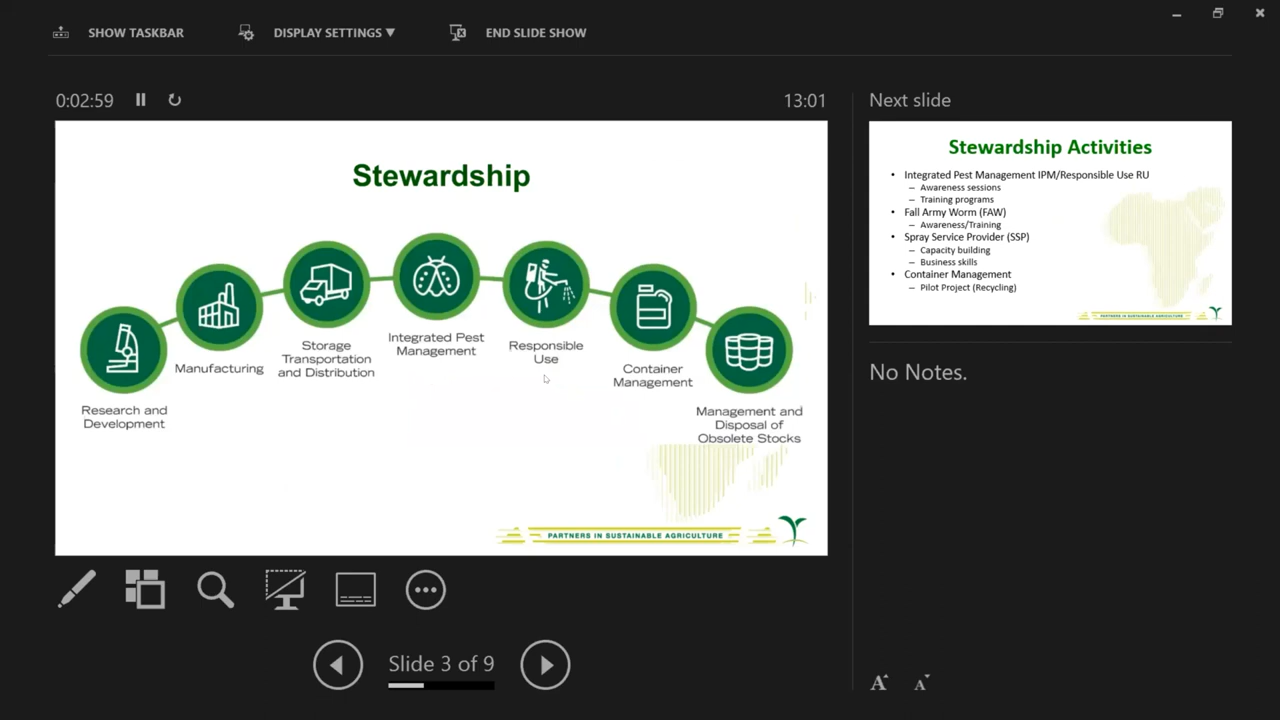 SHOW TASKBAR
DISPLAY SETTINGS ▼
END SLIDE SHOW
0:02:59
13:01
Stewardship
Research and
Development
Manufacturing
Storage
Transportation
and Distribution
Integrated Pest
Management
Responsible
Use
Container
Management
Management and
Disposal of
Obsolete Stocks
PARTNERS IN SUSTAINABLE AGRICULTURE
Slide 3 of 9
Next slide
Stewardship Activities
• Integrated Pest Management IPM/Responsible Use RU
– Awareness sessions
– Training programs
• Fall Army Worm (FAW)
– Awareness/Training
• Spray Service Provider (SSP)
– Capacity building
– Business skills
• Container Management
– Pilot Project (Recycling)
PARTNERS IN SUSTAINABLE AGRICULTURE
No Notes.
A A